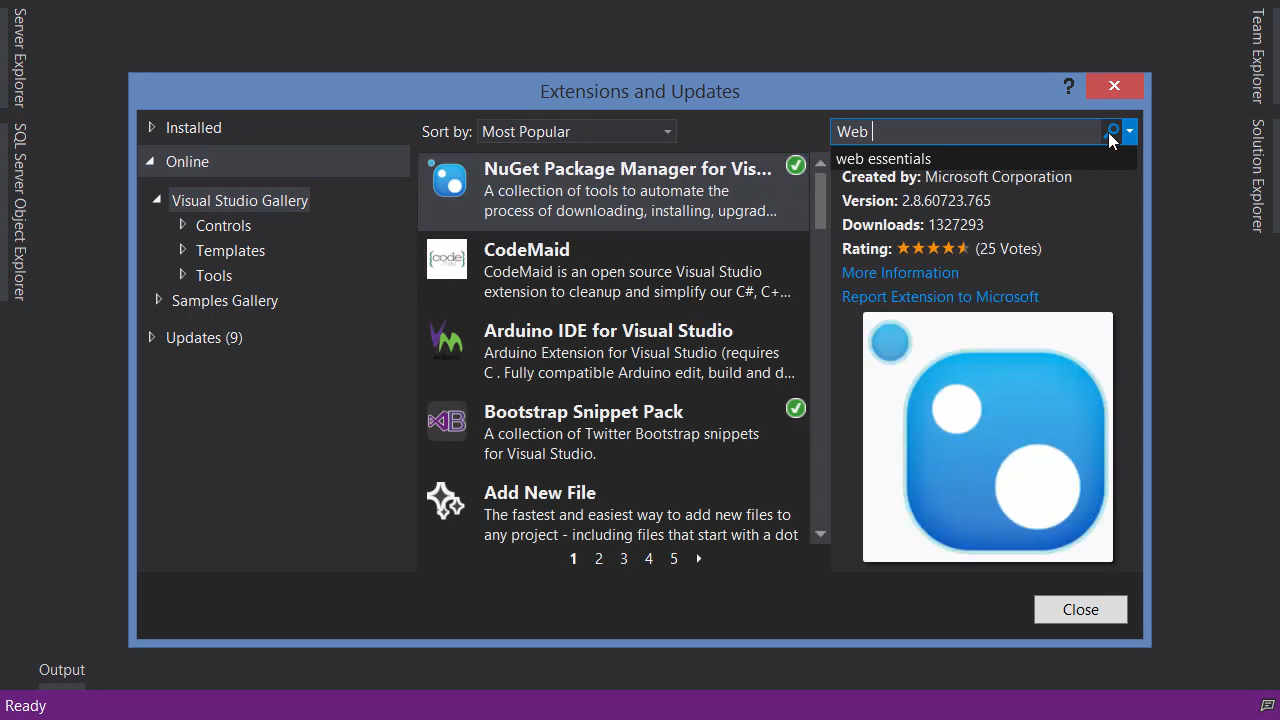 Server Explorer
SQL Server Object Explorer
Team Explorer
Solution Explorer
Extensions and Updates
?
Installed
Online
Visual Studio Gallery
Controls
Templates
Tools
Samples Gallery
Updates (9)
Sort by: Most Popular
NuGet Package Manager for Vis...
A collection of tools to automate the
process of downloading, installing, upgrad...
{code
CodeMaid
CodeMaid is an open source Visual Studio
extension to cleanup and simplify our C#, C+...
Arduino IDE for Visual Studio
Arduino Extension for Visual Studio (requires
C . Fully compatible Arduino edit, build and d...
Bootstrap Snippet Pack
A collection of Twitter Bootstrap snippets
for Visual Studio.
Add New File
The fastest and easiest way to add new files to
any project - including files that start with a dot
1 2 3 4 5
Web
web essentials
Created by: Microsoft Corporation
Version: 2.8.60723.765
Downloads: 1327293
Rating: (25 Votes)
More Information
Report Extension to Microsoft
Close
Output
Ready